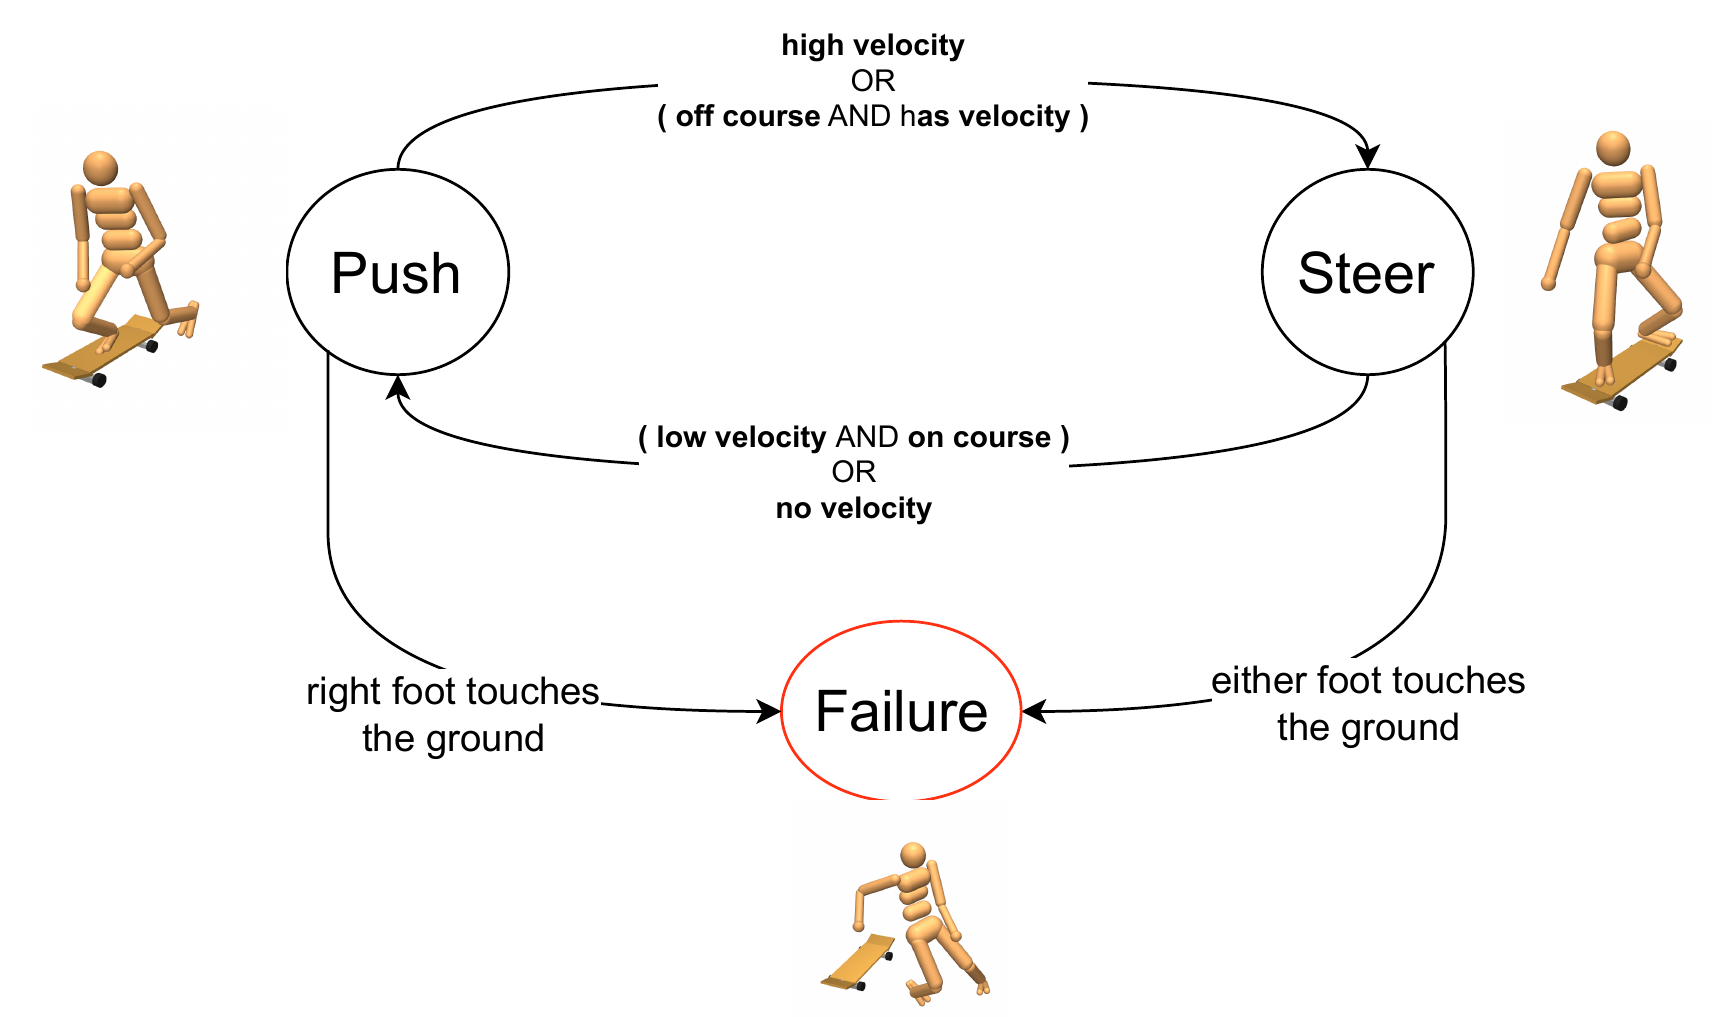 high velocity
OR
( off course AND has velocity )
Push
Steer
( low velocity AND on course )
OR
no velocity
right foot touches
the ground
Failure
either foot touches
the ground